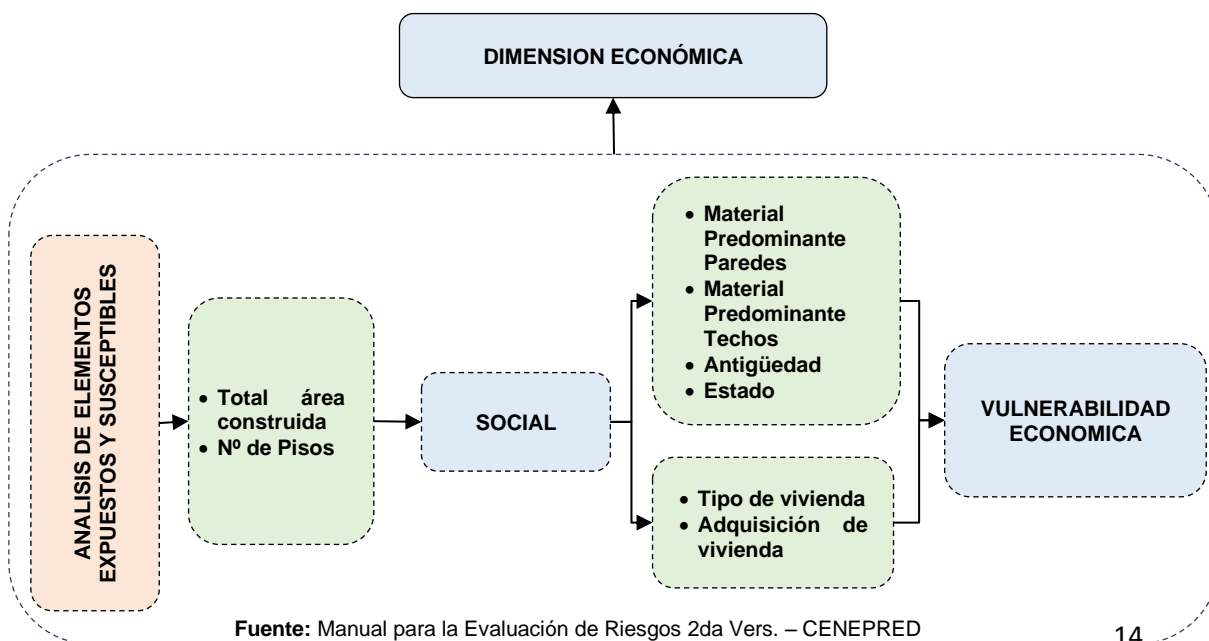 DIMENSION ECONÓMICA
ANALISIS DE ELEMENTOS
EXPUESTOS Y SUSCEPTIBLES
• Total área
construida
• Nº de Pisos
SOCIAL
• Material
Predominante
Paredes
• Material
Predominante
Techos
• Antigüedad
• Estado
• Tipo de vivienda
• Adquisición de
vivienda
VULNERABILIDAD
ECONOMICA
Fuente: Manual para la Evaluación de Riesgos 2da Vers. – CENEPRED
14